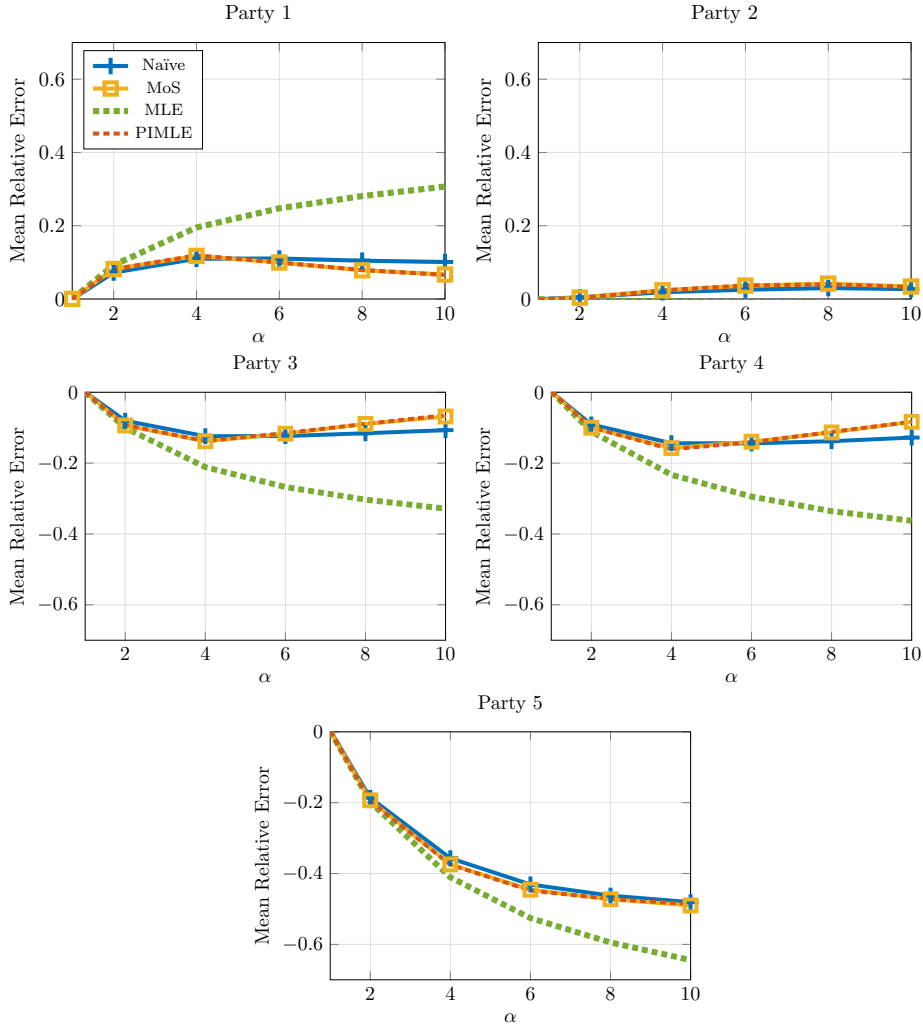 Party 1
Mean Relative Error
0.6
0.4
0.2
0
2 4 6 8 10
α
Naïve
MoS
MLE
PIMLE
Party 2
Mean Relative Error
0.6
0.4
0.2
0
2 4 6 8 10
α
Party 3
Mean Relative Error
0
−0.2
−0.4
−0.6
2 4 6 8 10
α
Party 4
Mean Relative Error
0
−0.2
−0.4
−0.6
2 4 6 8 10
α
Party 5
Mean Relative Error
0
−0.2
−0.4
−0.6
2 4 6 8 10
α